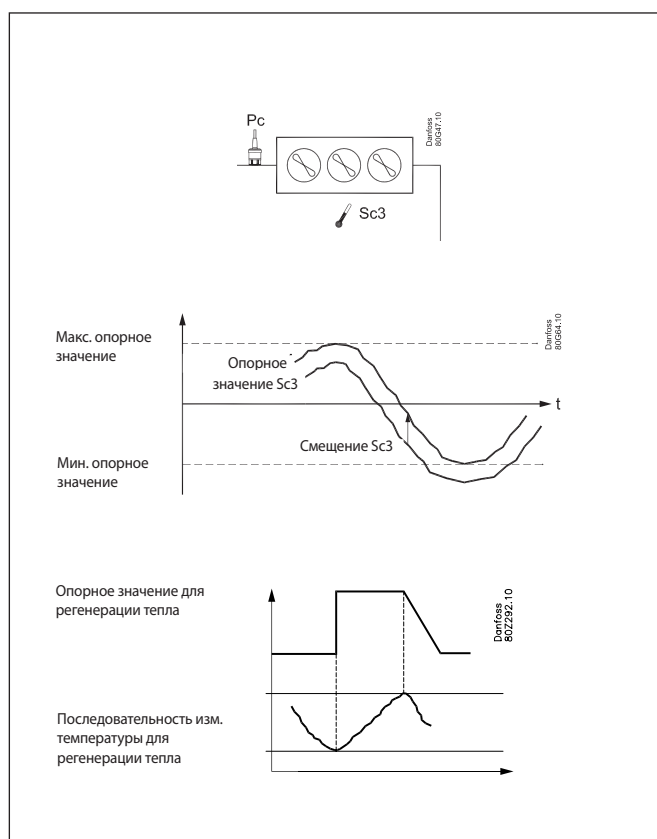 Pc
Danfoss
80G47.10
Sc3
Макс. опорное
значение
Опорное
значение Sc3
Danfoss
80G64.10
t
Смещение Sc3
Мин. опорное
значение
Опорное значение для
регенерации тепла
Danfoss
80Z292.10
Последовательность изм.
температуры для
регенерации тепла